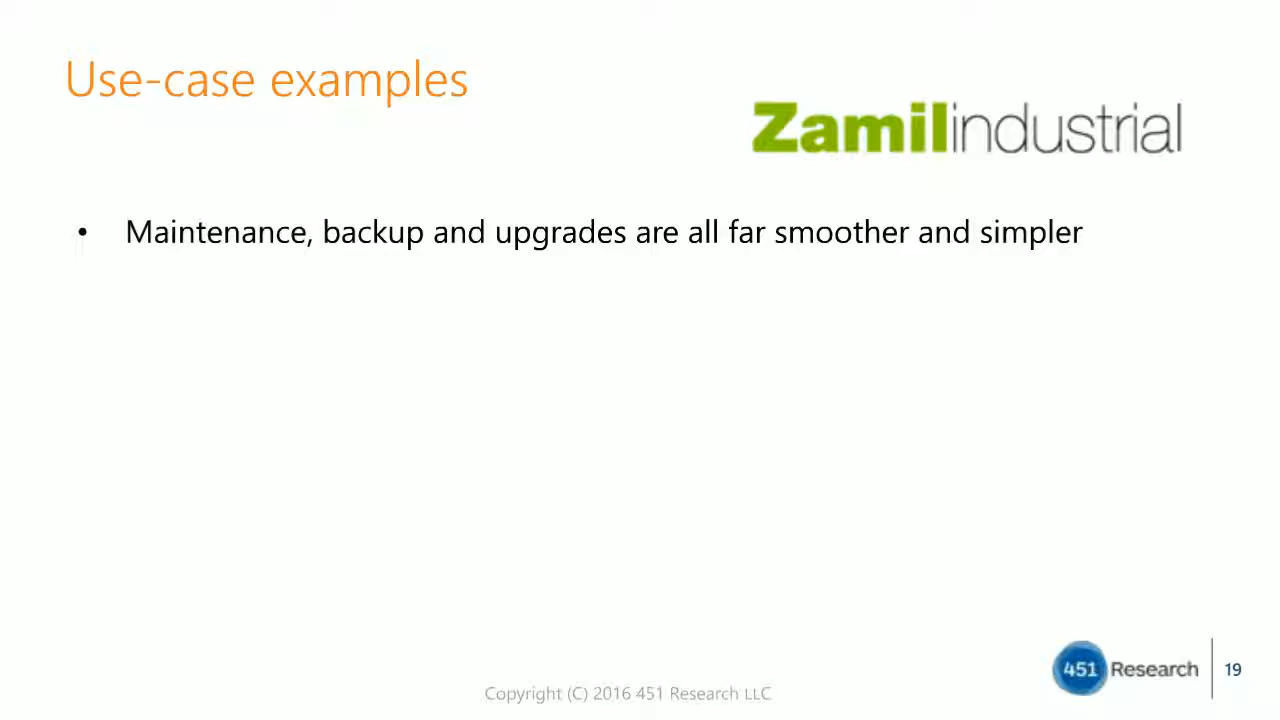 Use-case examples
Zamilindustrial
• Maintenance, backup and upgrades are all far smoother and simpler
451 Research
19
Copyright (C) 2016 451 Research LLC